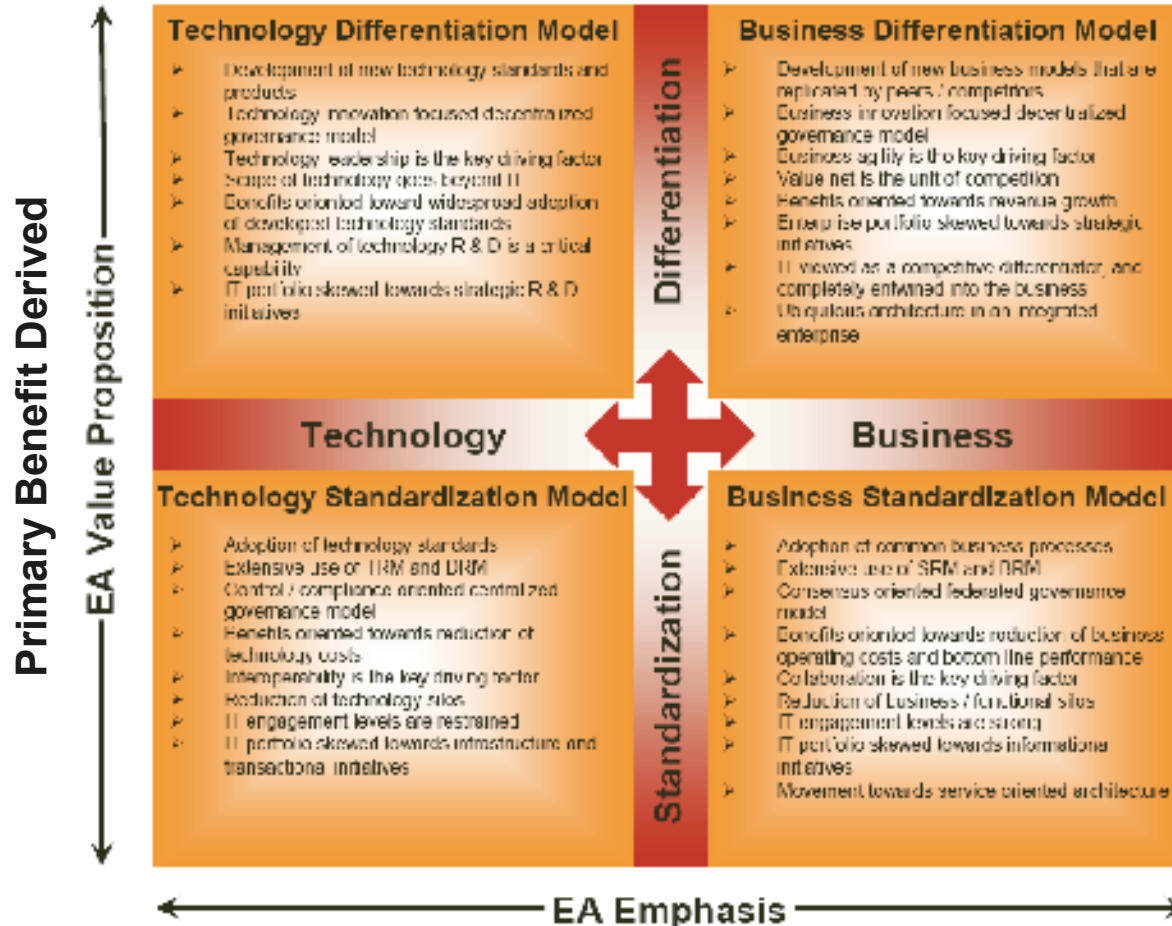 Primary Benefit Derived
EA Value Proposition
Technology Differentiation Model
➢ Development of new technology standards and
products
➢ Technology innovation focused decentralized
governance model
➢ Technology leadership is the key driving factor
➢ Scope of technology goes beyond IT
➢ Benefits oriented toward widespread adoption
of developed technology standards
➢ Management of technology R & D is a critical
capability
➢ IT portfolio skewed towards strategic R & D
initiatives
Differentiation
Business Differentiation Model
➢ Development of new business models that are
replicated by peers / competitors
➢ Business innovation focused decentralized
governance model
➢ Business agility is the key driving factor
➢ Value net is the unit of competition
➢ Benefits oriented towards revenue growth
➢ Enterprise portfolio skewed towards strategic
initiatives
➢ IT viewed as a competitive differentiator, and
completely entwined into the business
➢ Ubiquitous architecture in an integrated
enterprise
Technology
Business
Technology Standardization Model
➢ Adoption of technology standards
➢ Extensive use of TRM and DRM
➢ Control / compliance oriented centralized
governance model
➢ Benefits oriented towards reduction of
technology costs
➢ Interoperability is the key driving factor
➢ Reduction of technology silos
➢ IT engagement levels are restrained
➢ IT portfolio skewed towards infrastructure and
transactional initiatives
Standardization
Business Standardization Model
➢ Adoption of common business processes
➢ Extensive use of SRM and BRM
➢ Consensus oriented federated governance
model
➢ Benefits oriented towards reduction of business
operating costs and bottom line performance
➢ Collaboration is the key driving factor
➢ Reduction of business / functional silos
➢ IT engagement levels are strong
➢ IT portfolio skewed towards informational
initiatives
➢ Movement towards service oriented architecture
EA Emphasis